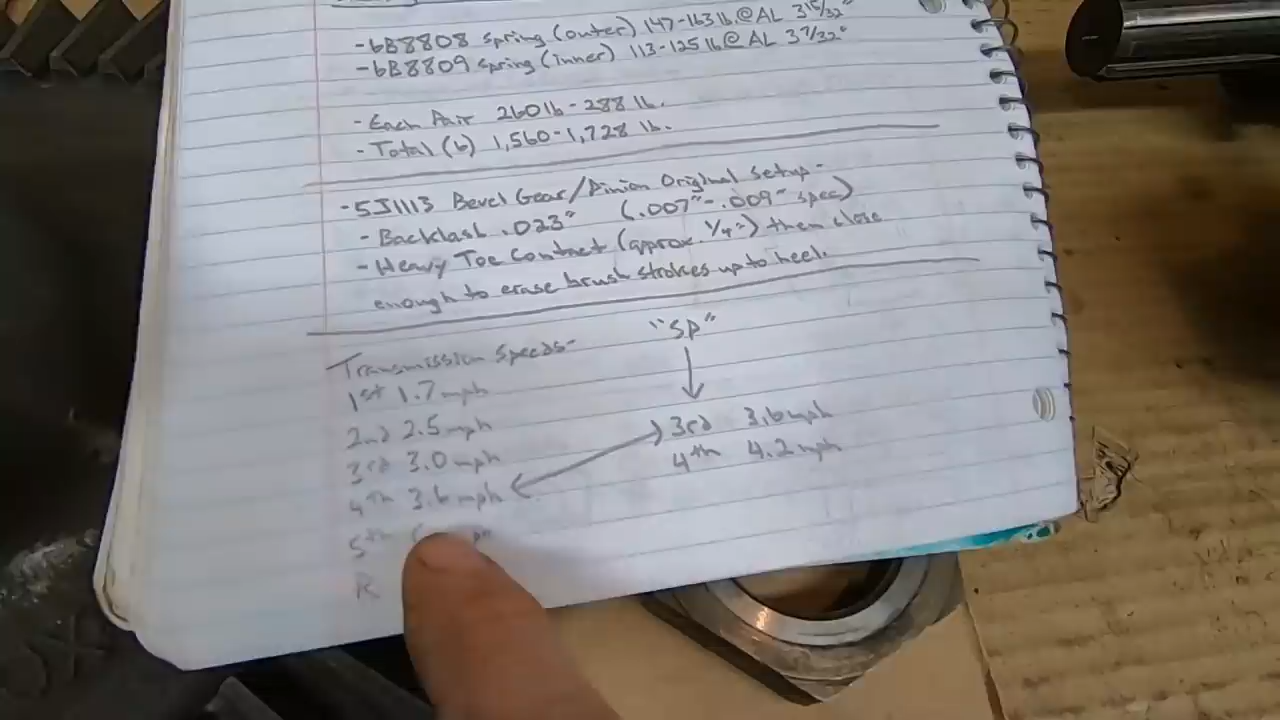 -6B8808 Spring (outer) 147-163 lb.@AL 3 15/32"
-6B8809 Spring (inner) 113-125 lb@ AL 3 7/32"
-Each Pair 260 lb-288 lb.
-Total (6) 1,560-1,728 lb.
-5J1113 Bevel Gear/Pinion Original Setup-
-Backlash .023" (.007"-.009" spec)
-Heavy Toe Contact (approx. 1/4") then close
enough to erase brush strokes up to heel.
"SP"
Transmission Speeds-
1st 1.7 mph
2nd 2.5 mph
3rd 3.0 mph
4th 3.6 mph
5th
R
3rd 3.6 mph
4th 4.2 mph